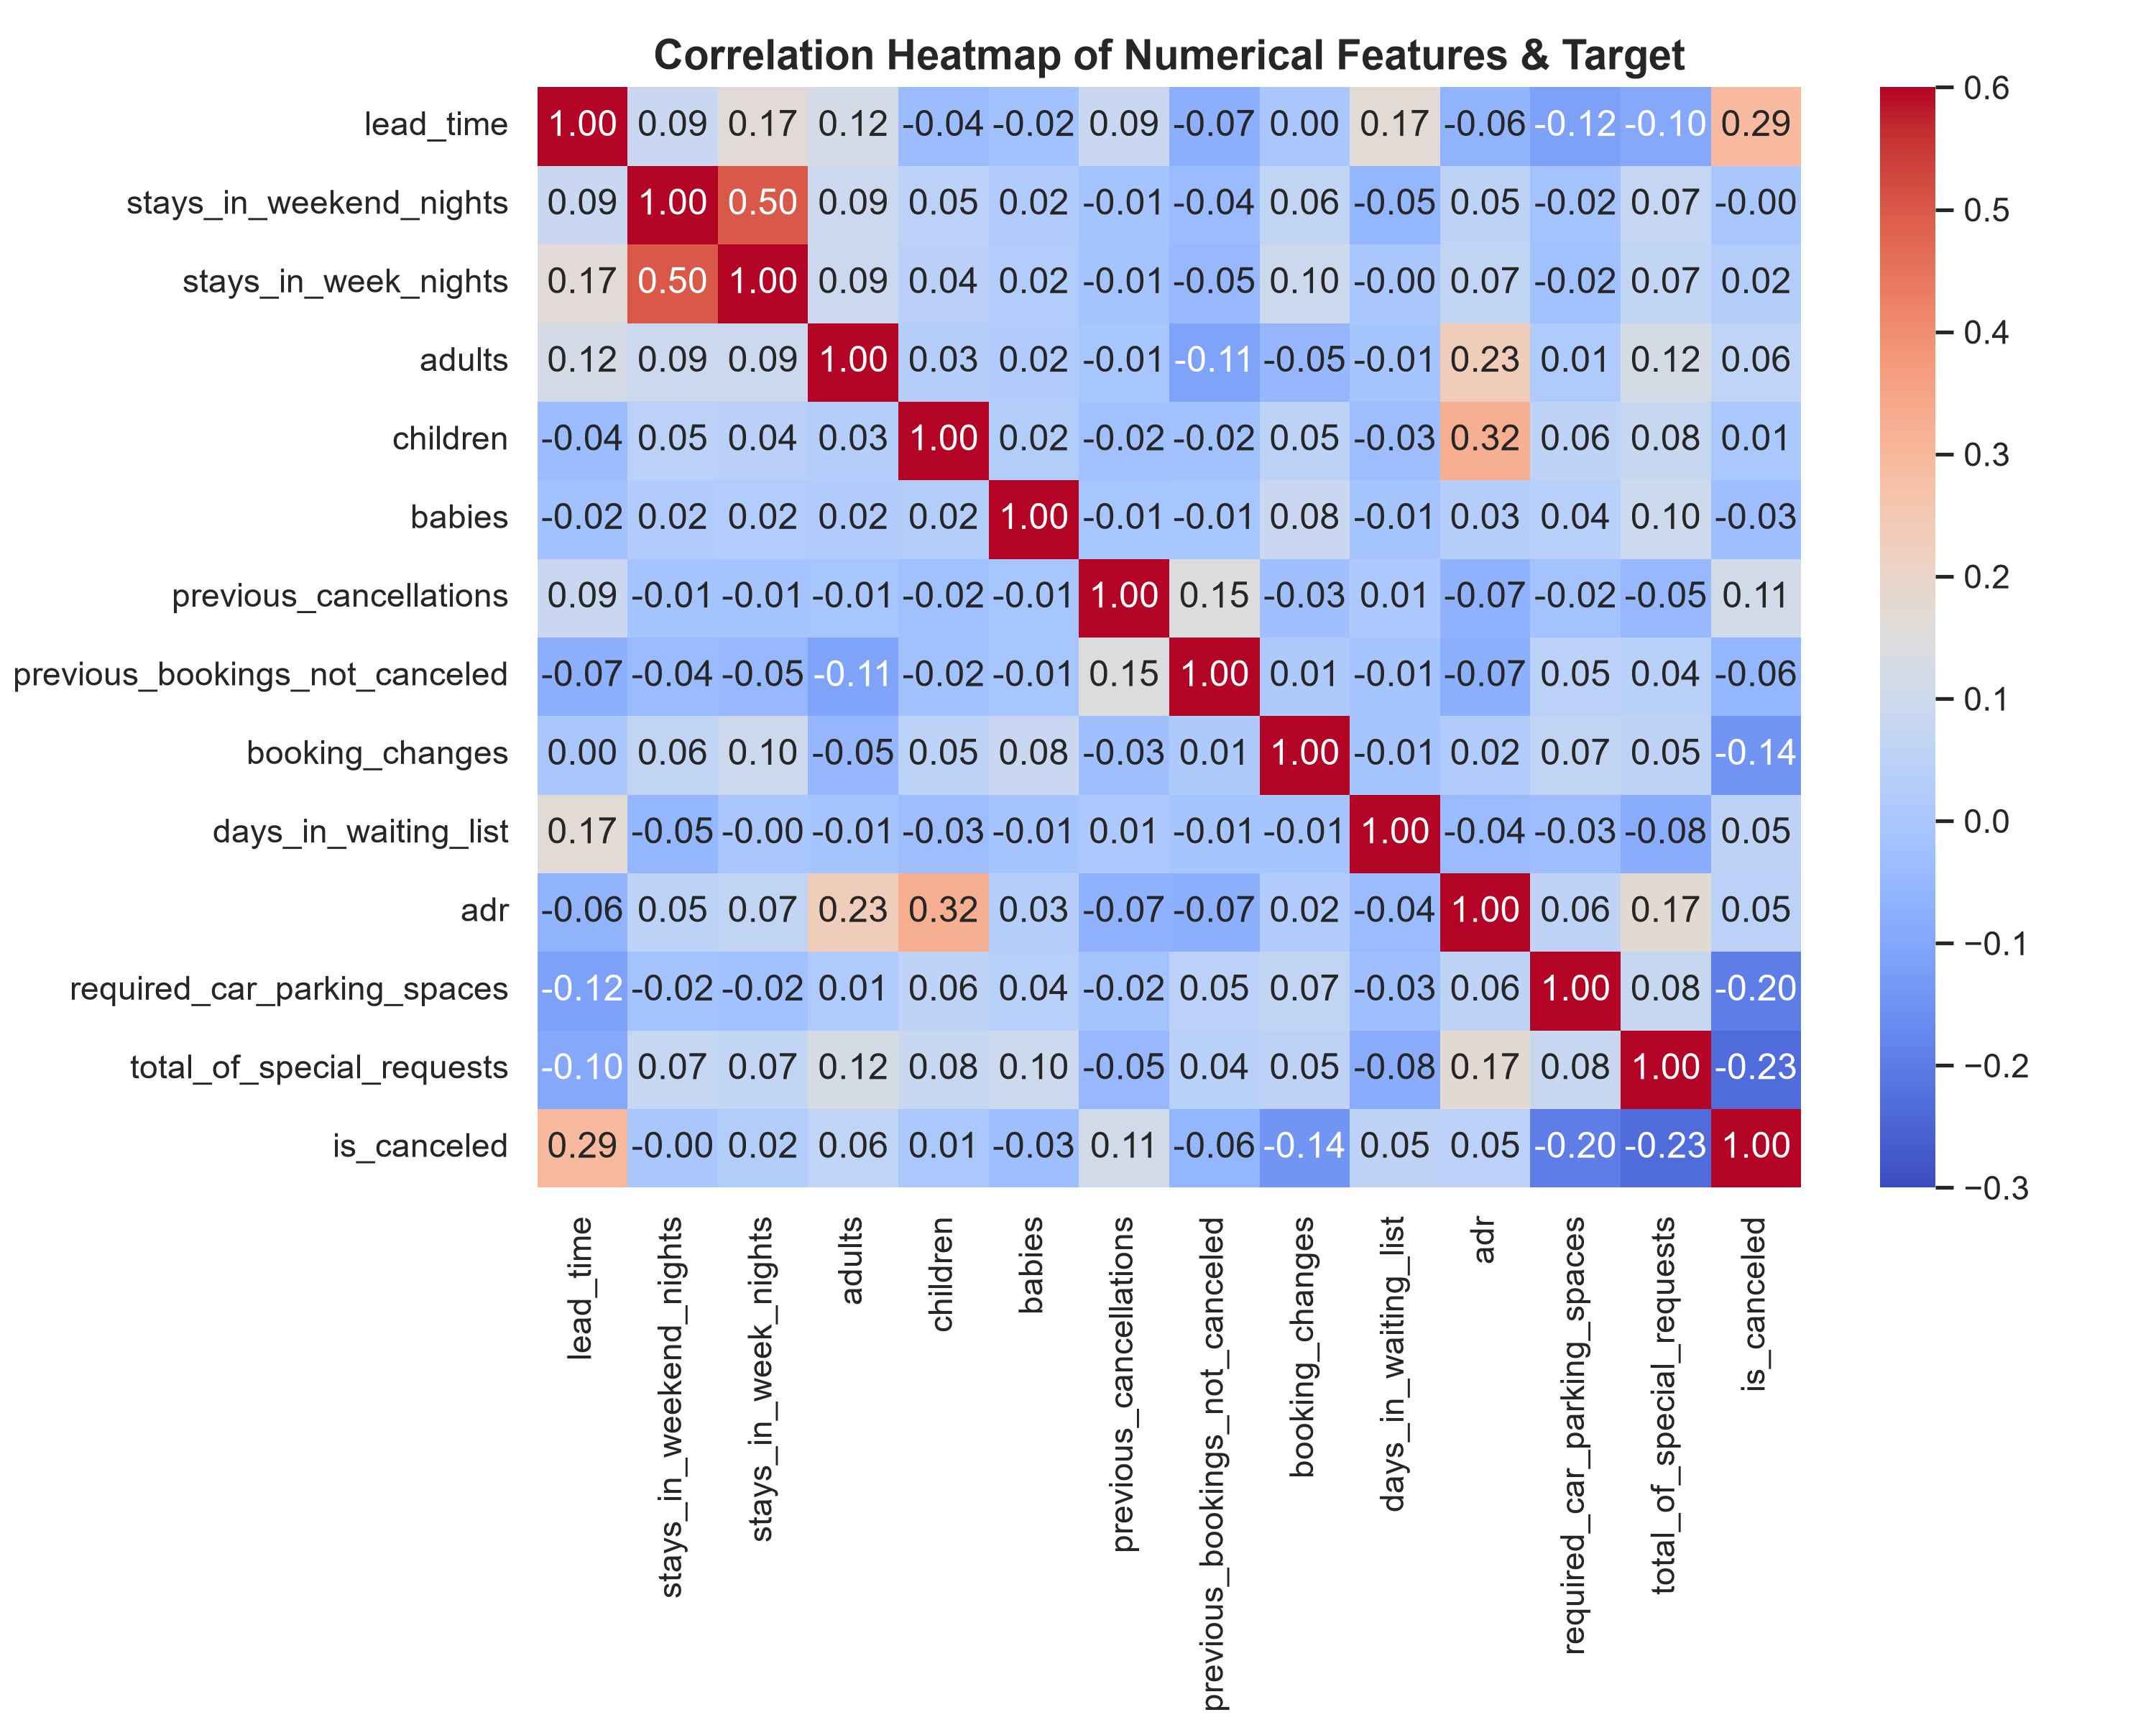 Correlation Heatmap of Numerical Features & Target
lead_time 1.00 0.09 0.17 0.12 -0.04 -0.02 0.09 -0.07 0.00 0.17 -0.06 -0.12 -0.10 0.29
stays_in_weekend_nights 0.09 1.00 0.50 0.09 0.05 0.02 -0.01 -0.04 0.06 -0.05 0.05 -0.02 0.07 -0.00
stays_in_week_nights 0.17 0.50 1.00 0.09 0.04 0.02 -0.01 -0.05 0.10 -0.00 0.07 -0.02 0.07 0.02
adults 0.12 0.09 0.09 1.00 0.03 0.02 -0.01 -0.11 -0.05 -0.01 0.23 0.01 0.12 0.06
children -0.04 0.05 0.04 0.03 1.00 0.02 -0.02 -0.02 0.05 -0.03 0.32 0.06 0.08 0.01
babies -0.02 0.02 0.02 0.02 0.02 1.00 -0.01 -0.01 0.08 -0.01 0.03 0.04 0.10 -0.03
previous_cancellations 0.09 -0.01 -0.01 -0.01 -0.02 -0.01 1.00 0.15 -0.03 0.01 -0.07 -0.02 -0.05 0.11
previous_bookings_not_canceled -0.07 -0.04 -0.05 -0.11 -0.02 -0.01 0.15 1.00 0.01 -0.01 -0.07 0.05 0.04 -0.06
booking_changes 0.00 0.06 0.10 -0.05 0.05 0.08 -0.03 0.01 1.00 -0.01 0.02 0.07 0.05 -0.14
days_in_waiting_list 0.17 -0.05 -0.00 -0.01 -0.03 -0.01 0.01 -0.01 -0.01 1.00 -0.04 -0.03 -0.08 0.05
adr -0.06 0.05 0.07 0.23 0.32 0.03 -0.07 -0.07 0.02 -0.04 1.00 0.06 0.17 0.05
required_car_parking_spaces -0.12 -0.02 -0.02 0.01 0.06 0.04 -0.02 0.05 0.07 -0.03 0.06 1.00 0.08 -0.20
total_of_special_requests -0.10 0.07 0.07 0.12 0.08 0.10 -0.05 0.04 0.05 -0.08 0.17 0.08 1.00 -0.23
is_canceled 0.29 -0.00 0.02 0.06 0.01 -0.03 0.11 -0.06 -0.14 0.05 0.05 -0.20 -0.23 1.00
lead_time
stays_in_weekend_nights
stays_in_week_nights
adults
children
babies
previous_cancellations
previous_bookings_not_canceled
booking_changes
days_in_waiting_list
adr
required_car_parking_spaces
total_of_special_requests
is_canceled
0.6
0.5
0.4
0.3
0.2
0.1
0.0
−0.1
−0.2
−0.3